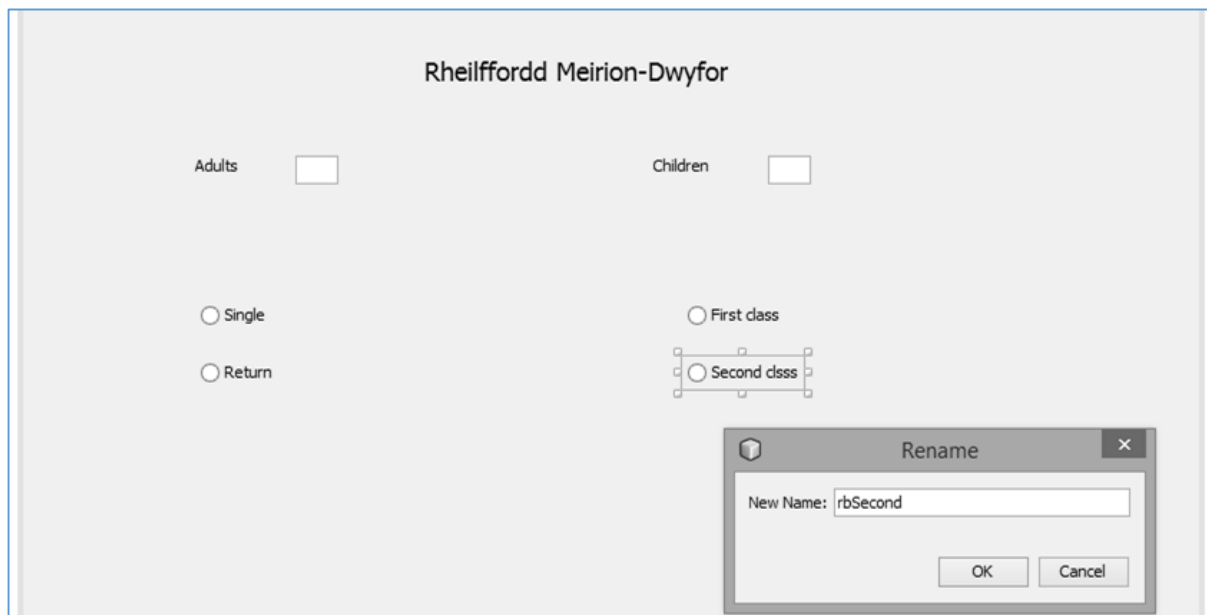 Rheilffordd Meirion-Dwyfor
Adults
Children
Single
First class
Return
Second clsss
Rename
New Name: rbSecond
OK
Cancel